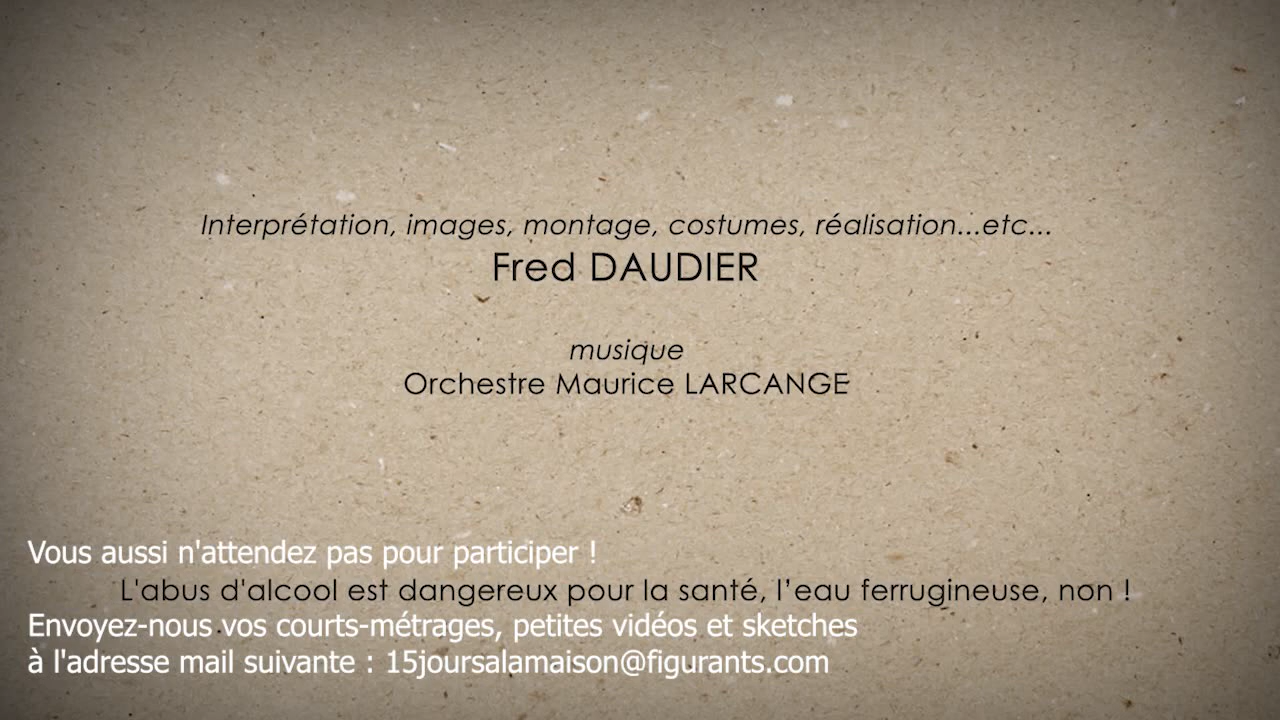 Interprétation, images, montage, costumes, réalisation...etc...
Fred DAUDIER
musique
Orchestre Maurice LARCANGE
Vous aussi n'attendez pas pour participer !
L'abus d'alcool est dangereux pour la santé, l’eau ferrugineuse, non !
Envoyez-nous vos courts-métrages, petites vidéos et sketches
à l'adresse mail suivante : 15joursalamaison@figurants.com